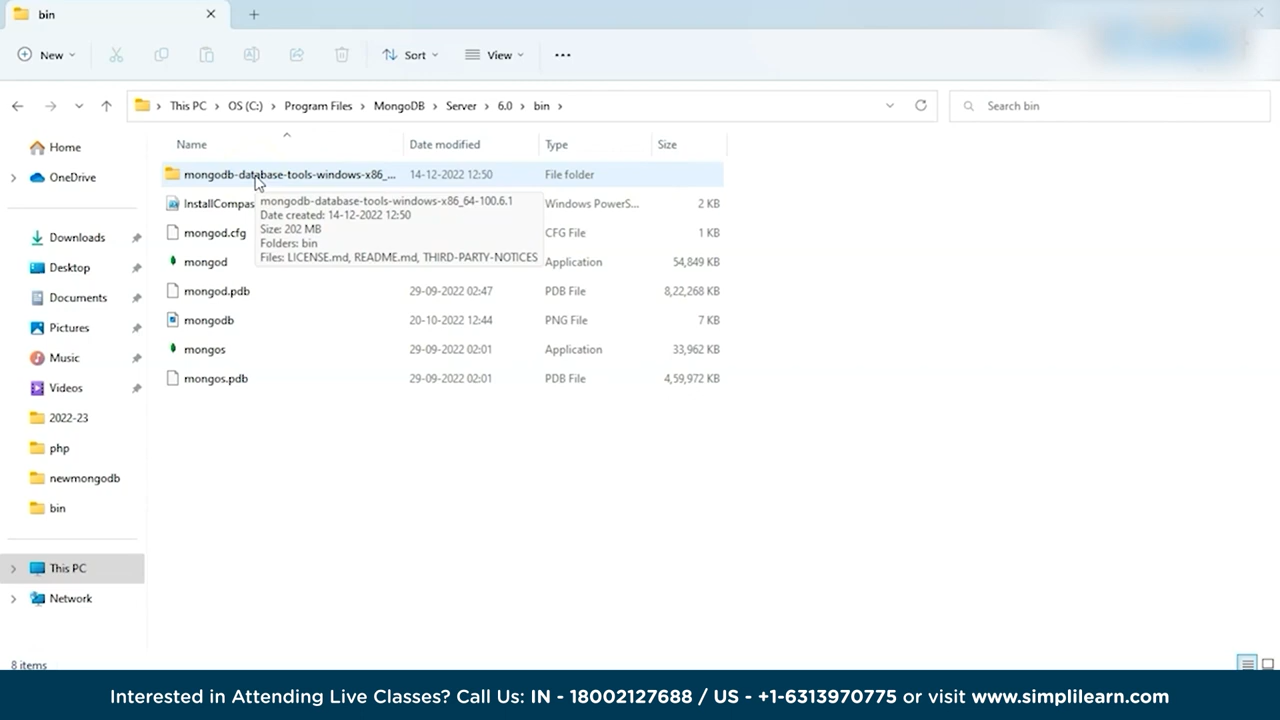 bin
New
Sort
View
This PC > OS (C:) > Program Files > MongoDB > Server > 6.0 > bin >
Search bin
Name Date modified Type Size
mongodb-database-tools-windows-x86_... 14-12-2022 12:50 File folder
InstallCompas Windows PowerS... 2 KB
mongod.cfg CFG File 1 KB
mongod Application 54,849 KB
mongod.pdb 29-09-2022 02:47 PDB File 8,22,268 KB
mongodb 20-10-2022 12:44 PNG File 7 KB
mongos 29-09-2022 02:01 Application 33,962 KB
mongos.pdb 29-09-2022 02:01 PDB File 4,59,972 KB
mongodb-database-tools-windows-x86_64-100.6.1
Date created: 14-12-2022 12:50
Size: 202 MB
Folders: bin
Files: LICENSE.md, README.md, THIRD-PARTY-NOTICES
Home
OneDrive
Downloads
Desktop
Documents
Pictures
Music
Videos
2022-23
php
newmongodb
bin
This PC
Network
8 items
Interested in Attending Live Classes? Call Us: IN - 18002127688 / US - +1-6313970775 or visit www.simplilearn.com